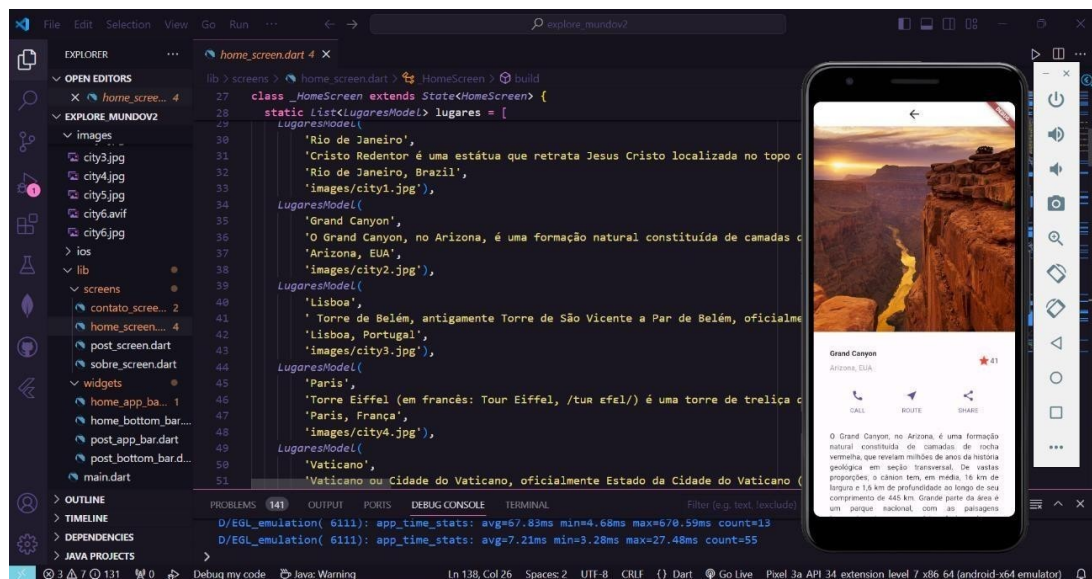 File Edit Selection View Go Run ...
explore_mundov2
EXPLORER
OPEN EDITORS
home_scree... 4
EXPLORE_MUNDOV2
images
city3.jpg
city4.jpg
city5.jpg
city6.avif
city6.jpg
ios
lib
screens
contato_scree... 2
home_screen.... 4
post_screen.dart
sobre_screen.dart
widgets
home_app_ba... 1
home_bottom_bar....
post_app_bar.dart
post_bottom_bar.d...
main.dart
OUTLINE
TIMELINE
DEPENDENCIES
JAVA PROJECTS
home_screen.dart 4
lib > screens > home_screen.dart > HomeScreen > build
27 class _HomeScreen extends State<HomeScreen> {
28 static List<LugaresModel> lugares = [
29 LugaresModel(
30 'Rio de Janeiro',
31 'Cristo Redentor é uma estátua que retrata Jesus Cristo localizada no topo
32 'Rio de Janeiro, Brazil',
33 'images/city1.jpg'),
34 LugaresModel(
35 'Grand Canyon',
36 'O Grand Canyon, no Arizona, é uma formação natural constituída de camadas
37 'Arizona, EUA',
38 'images/city2.jpg'),
39 LugaresModel(
40 'Lisboa',
41 ' Torre de Belém, antigamente Torre de São Vicente a Par de Belém, oficialme
42 'Lisboa, Portugal',
43 'images/city3.jpg'),
44 LugaresModel(
45 'Paris',
46 'Torre Eiffel (em francês: Tour Eiffel, /tuʀ ɛfɛl/) é uma torre de treliça
47 'Paris, França',
48 'images/city4.jpg'),
49 LugaresModel(
50 'Vaticano',
51 'Vaticano ou Cidade do Vaticano, oficialmente Estado da Cidade do Vaticano (
PROBLEMS 141 OUTPUT PORTS DEBUG CONSOLE TERMINAL Filter (e.g. text, !exclude)
D/EGL_emulation( 6111): app_time_stats: avg=67.83ms min=4.68ms max=670.59ms count=13
D/EGL_emulation( 6111): app_time_stats: avg=7.21ms min=3.28ms max=27.48ms count=55
>
3 7 131 0 Debug my code Java: Warning Ln 138, Col 26 Spaces: 2 UTF-8 CRLF {} Dart Go Live Pixel 3a API 34 extension level 7 x86 64 (android-x64 emulator)
1
DEBUG
Grand Canyon
Arizona, EUA
41
CALL ROUTE SHARE
O Grand Canyon, no Arizona, é uma formação
natural constituída de camadas de rocha
vermelha, que revelam milhões de anos da história
geológica em seção transversal. De vastas
proporções, o cânion tem, em média, 16 km de
largura e 1,6 km de profundidade ao longo de seu
comprimento de 445 km. Grande parte da área é
um parque nacional, com as paisagens